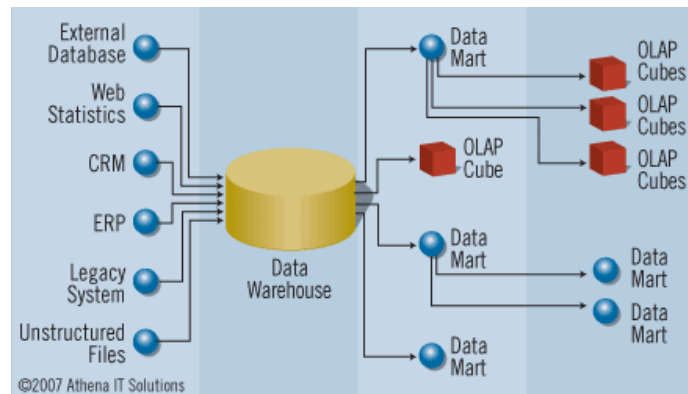 External
Database
Web
Statistics
CRM
ERP
Legacy
System
Unstructured
Files
©2007 Athena IT Solutions
Data
Warehouse
Data
Mart
OLAP
Cube
Data
Mart
Data
Mart
OLAP
Cubes
OLAP
Cubes
OLAP
Cubes
Data
Mart
Data
Mart